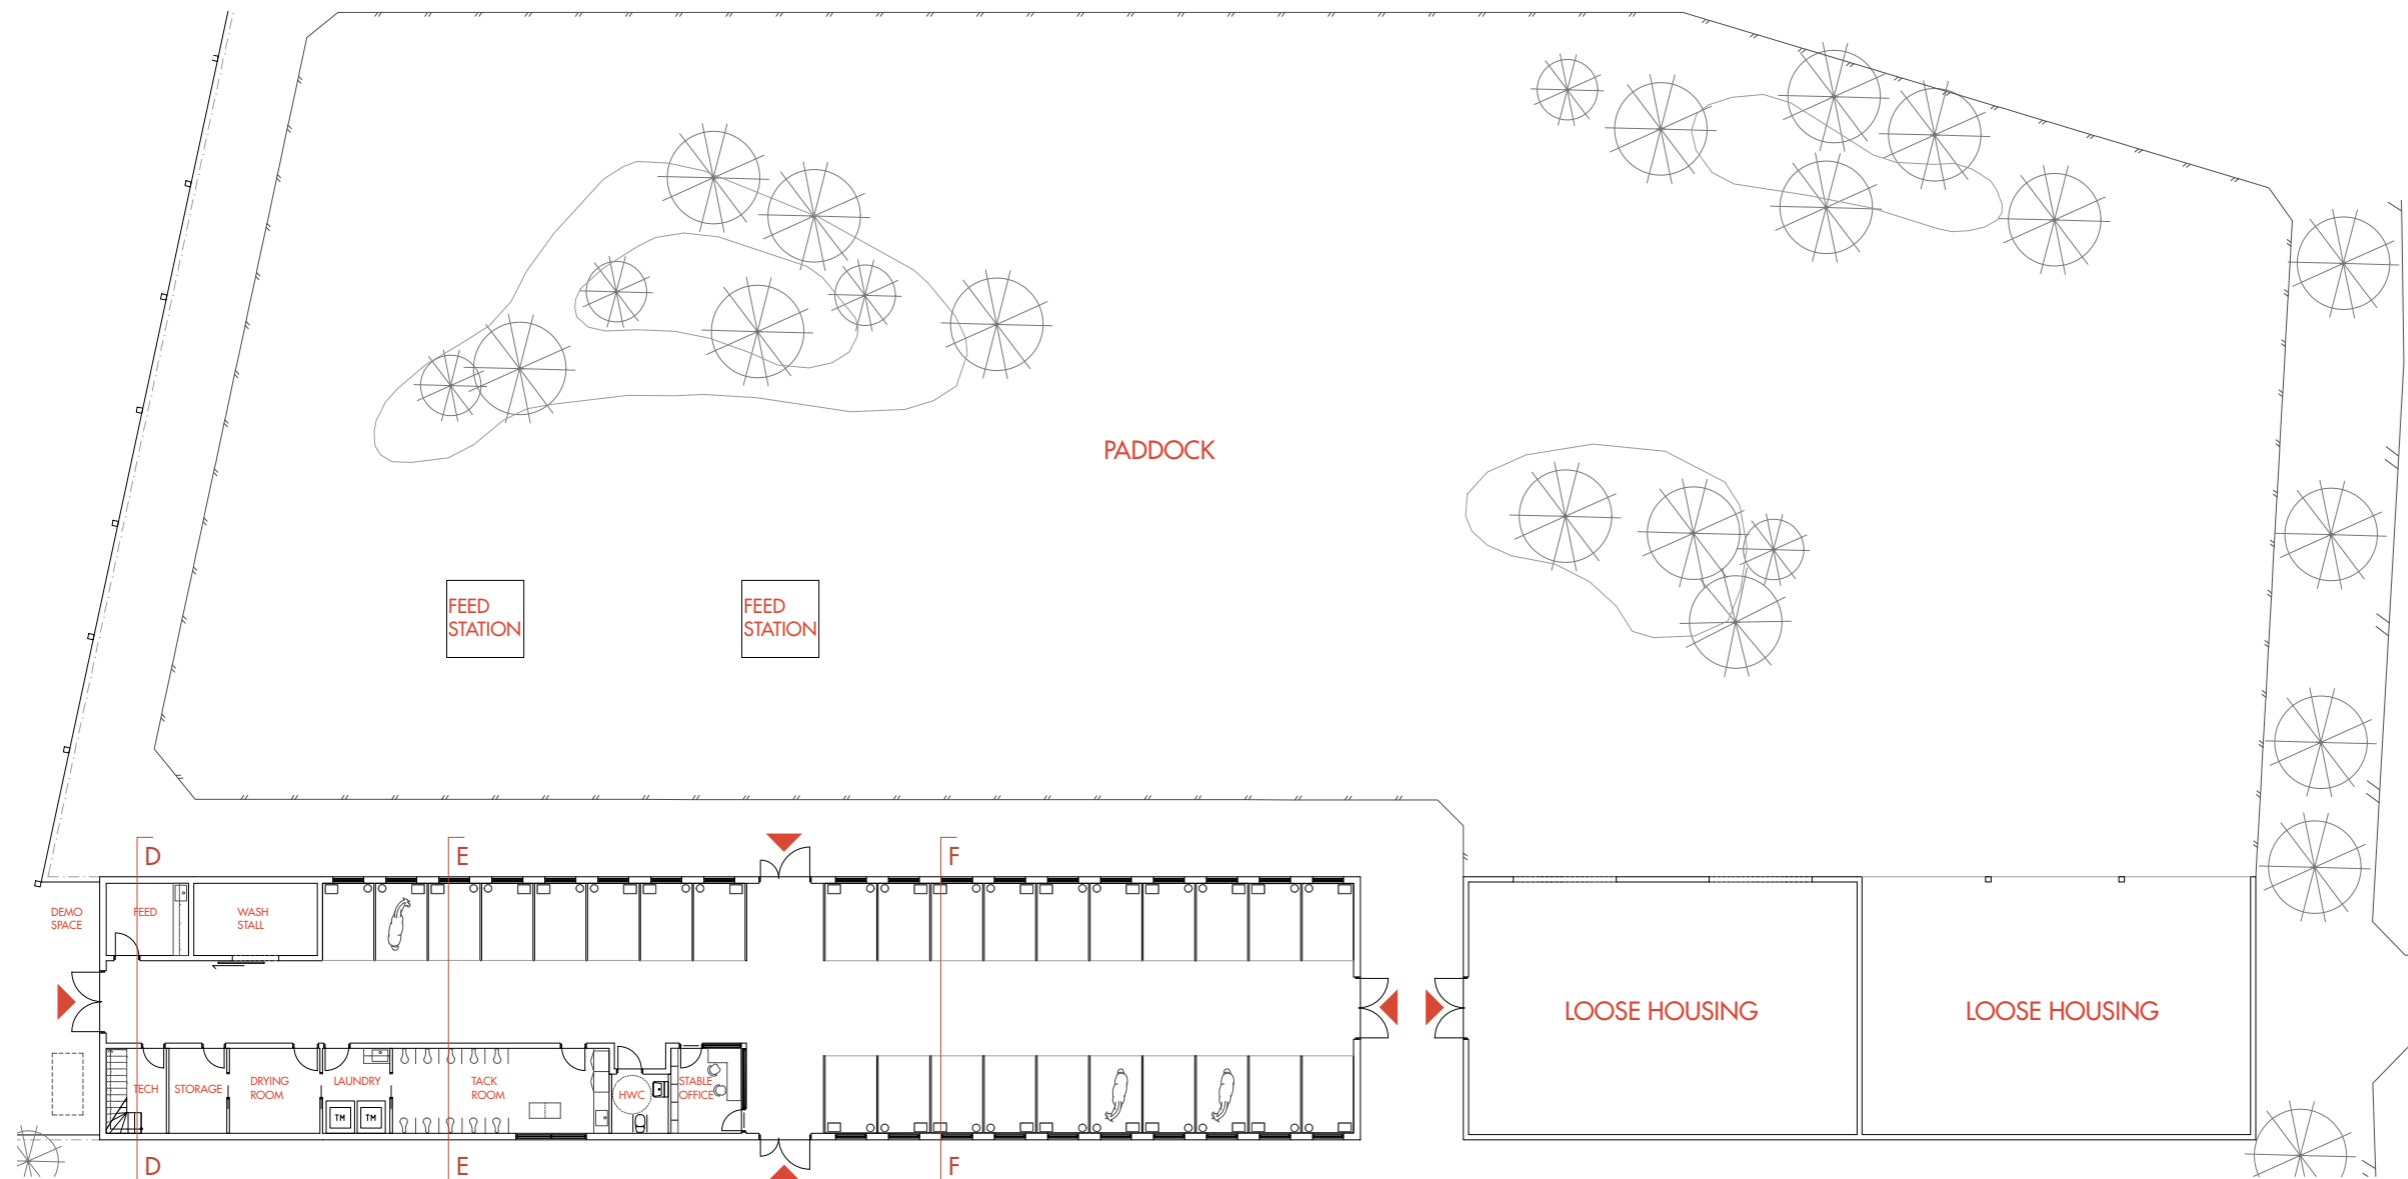 PADDOCK
FEED
STATION
FEED
STATION
D
E
F
DEMO
SPACE
FEED
WASH
STALL
LOOSE HOUSING
LOOSE HOUSING
TECH
STORAGE
DRYING
ROOM
LAUNDRY
TM
TM
TACK
ROOM
HWC
STABLE
OFFICE
D
E
F